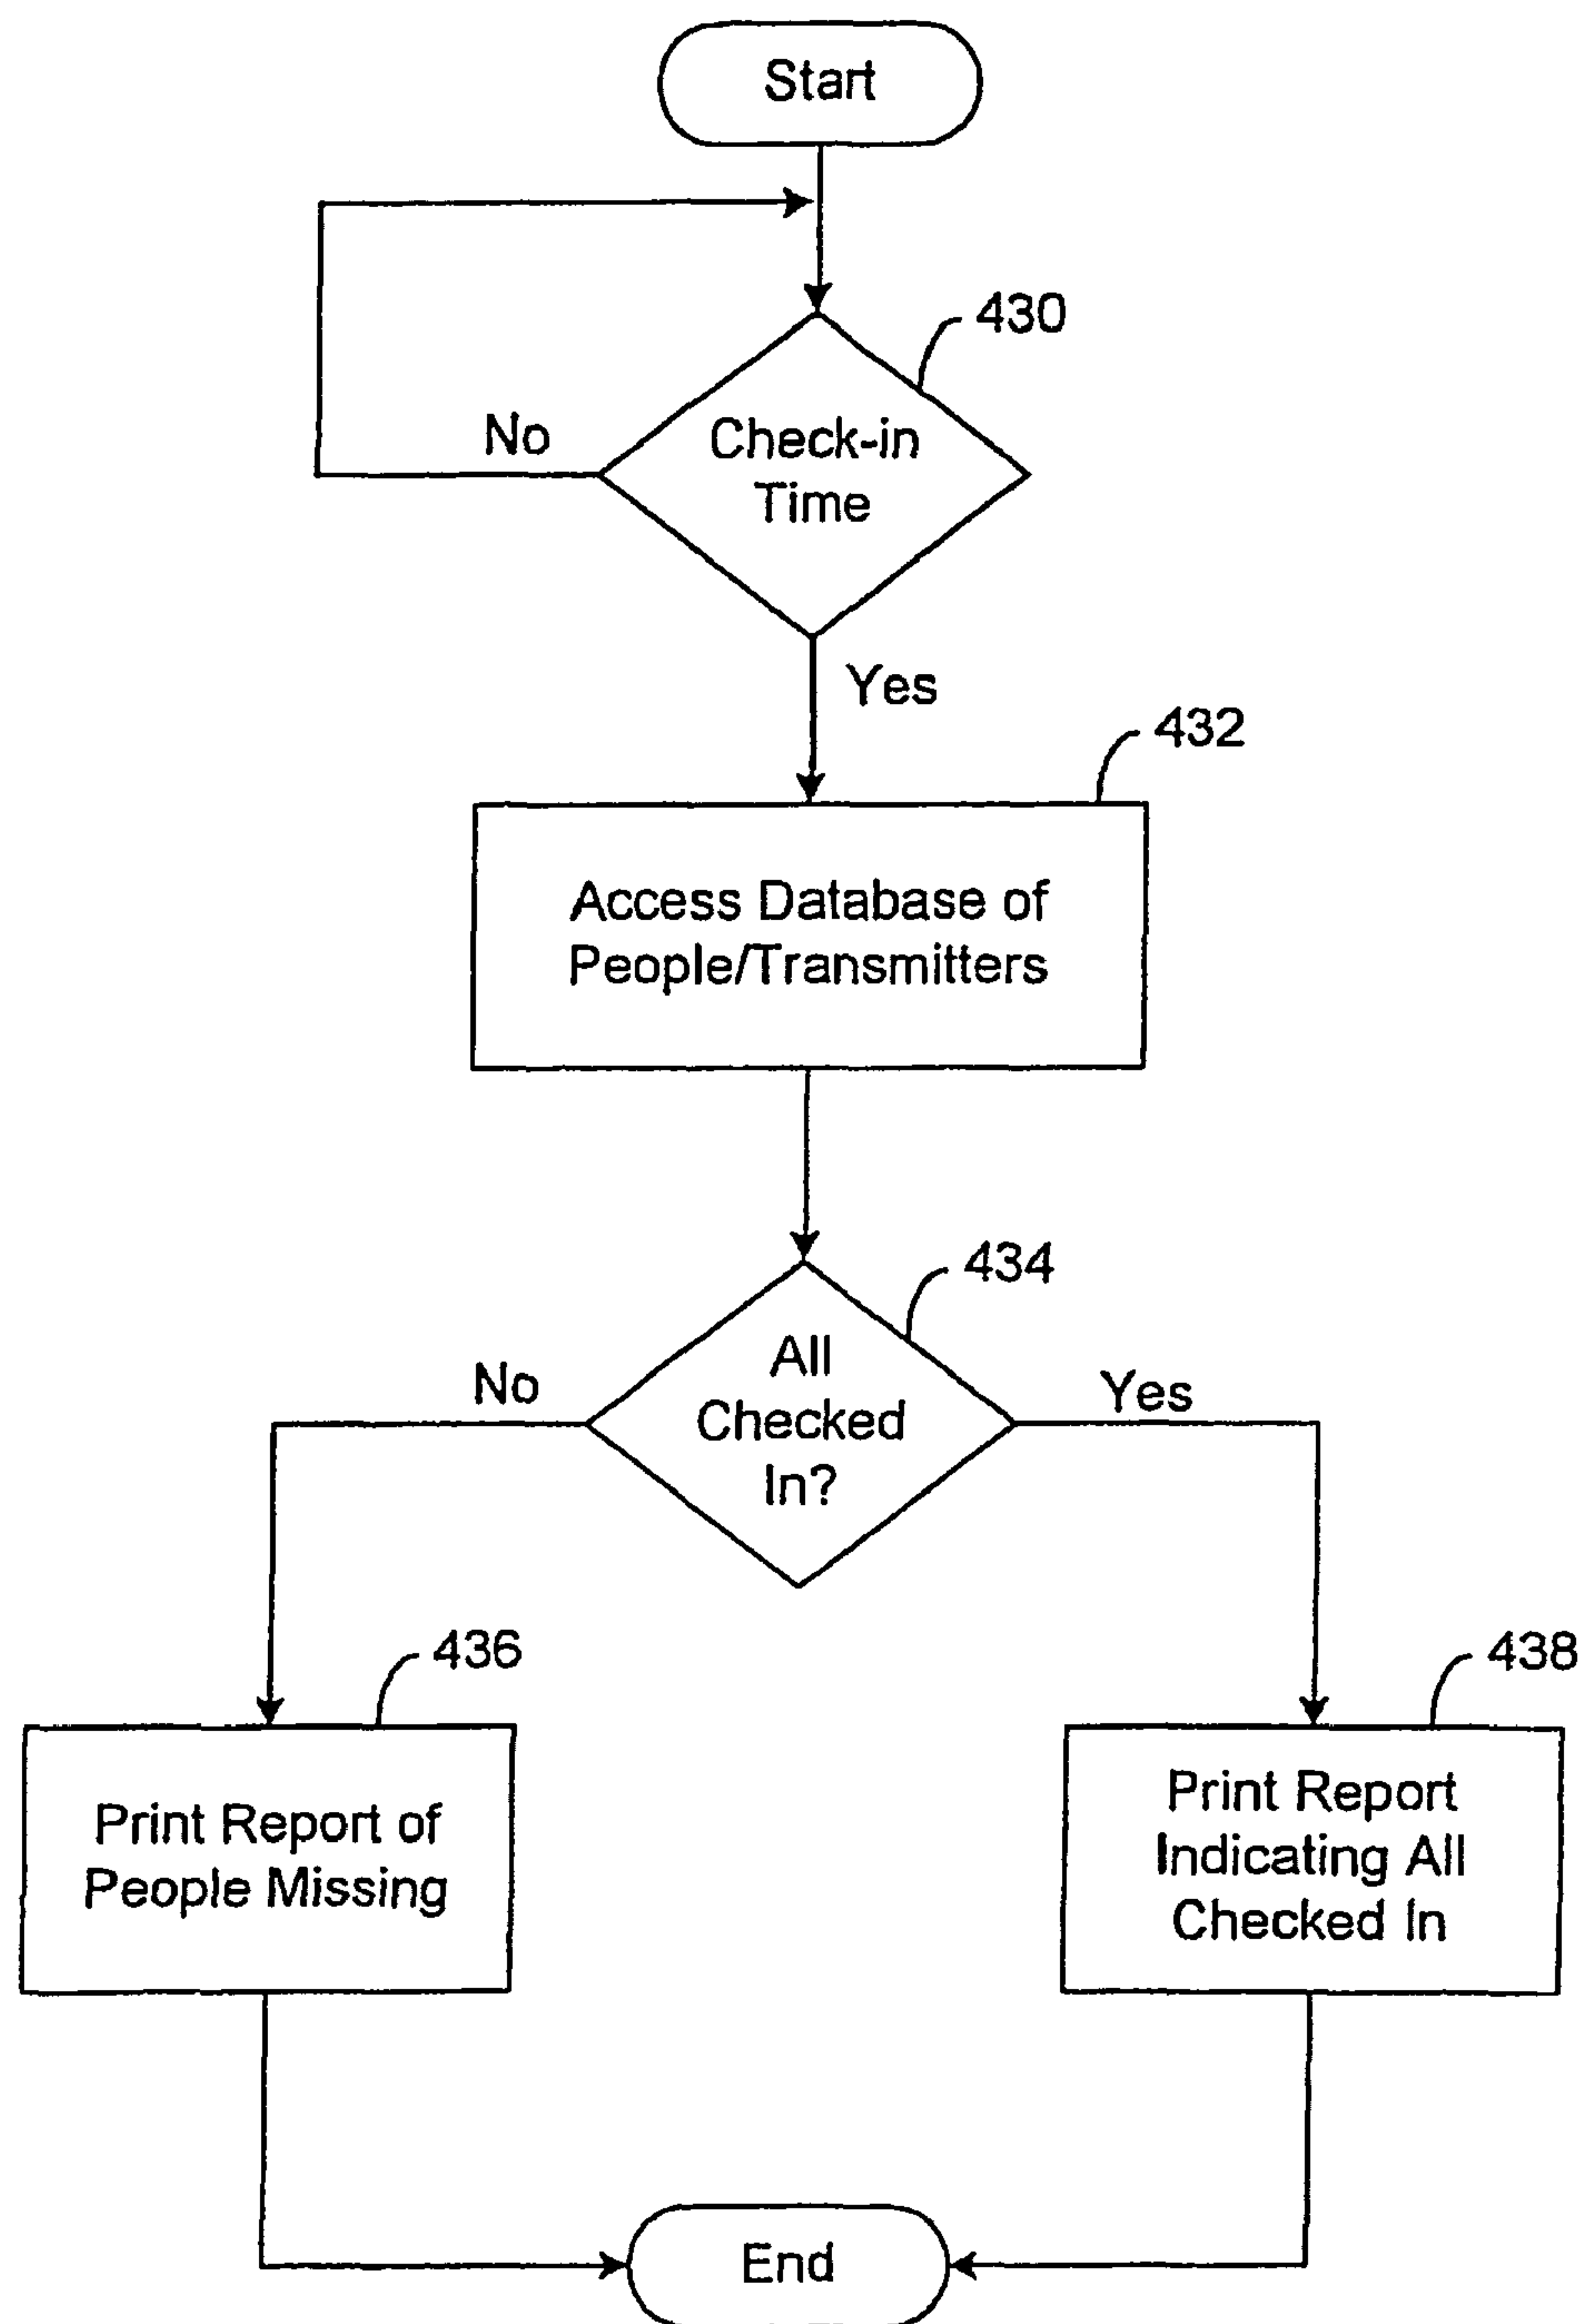 Start
430
Check-in
Time
No
Yes
432
Access Database of
People/Transmitters
434
All
Checked
In?
No
Yes
436
438
Print Report of
People Missing
Print Report
Indicating All
Checked In
End